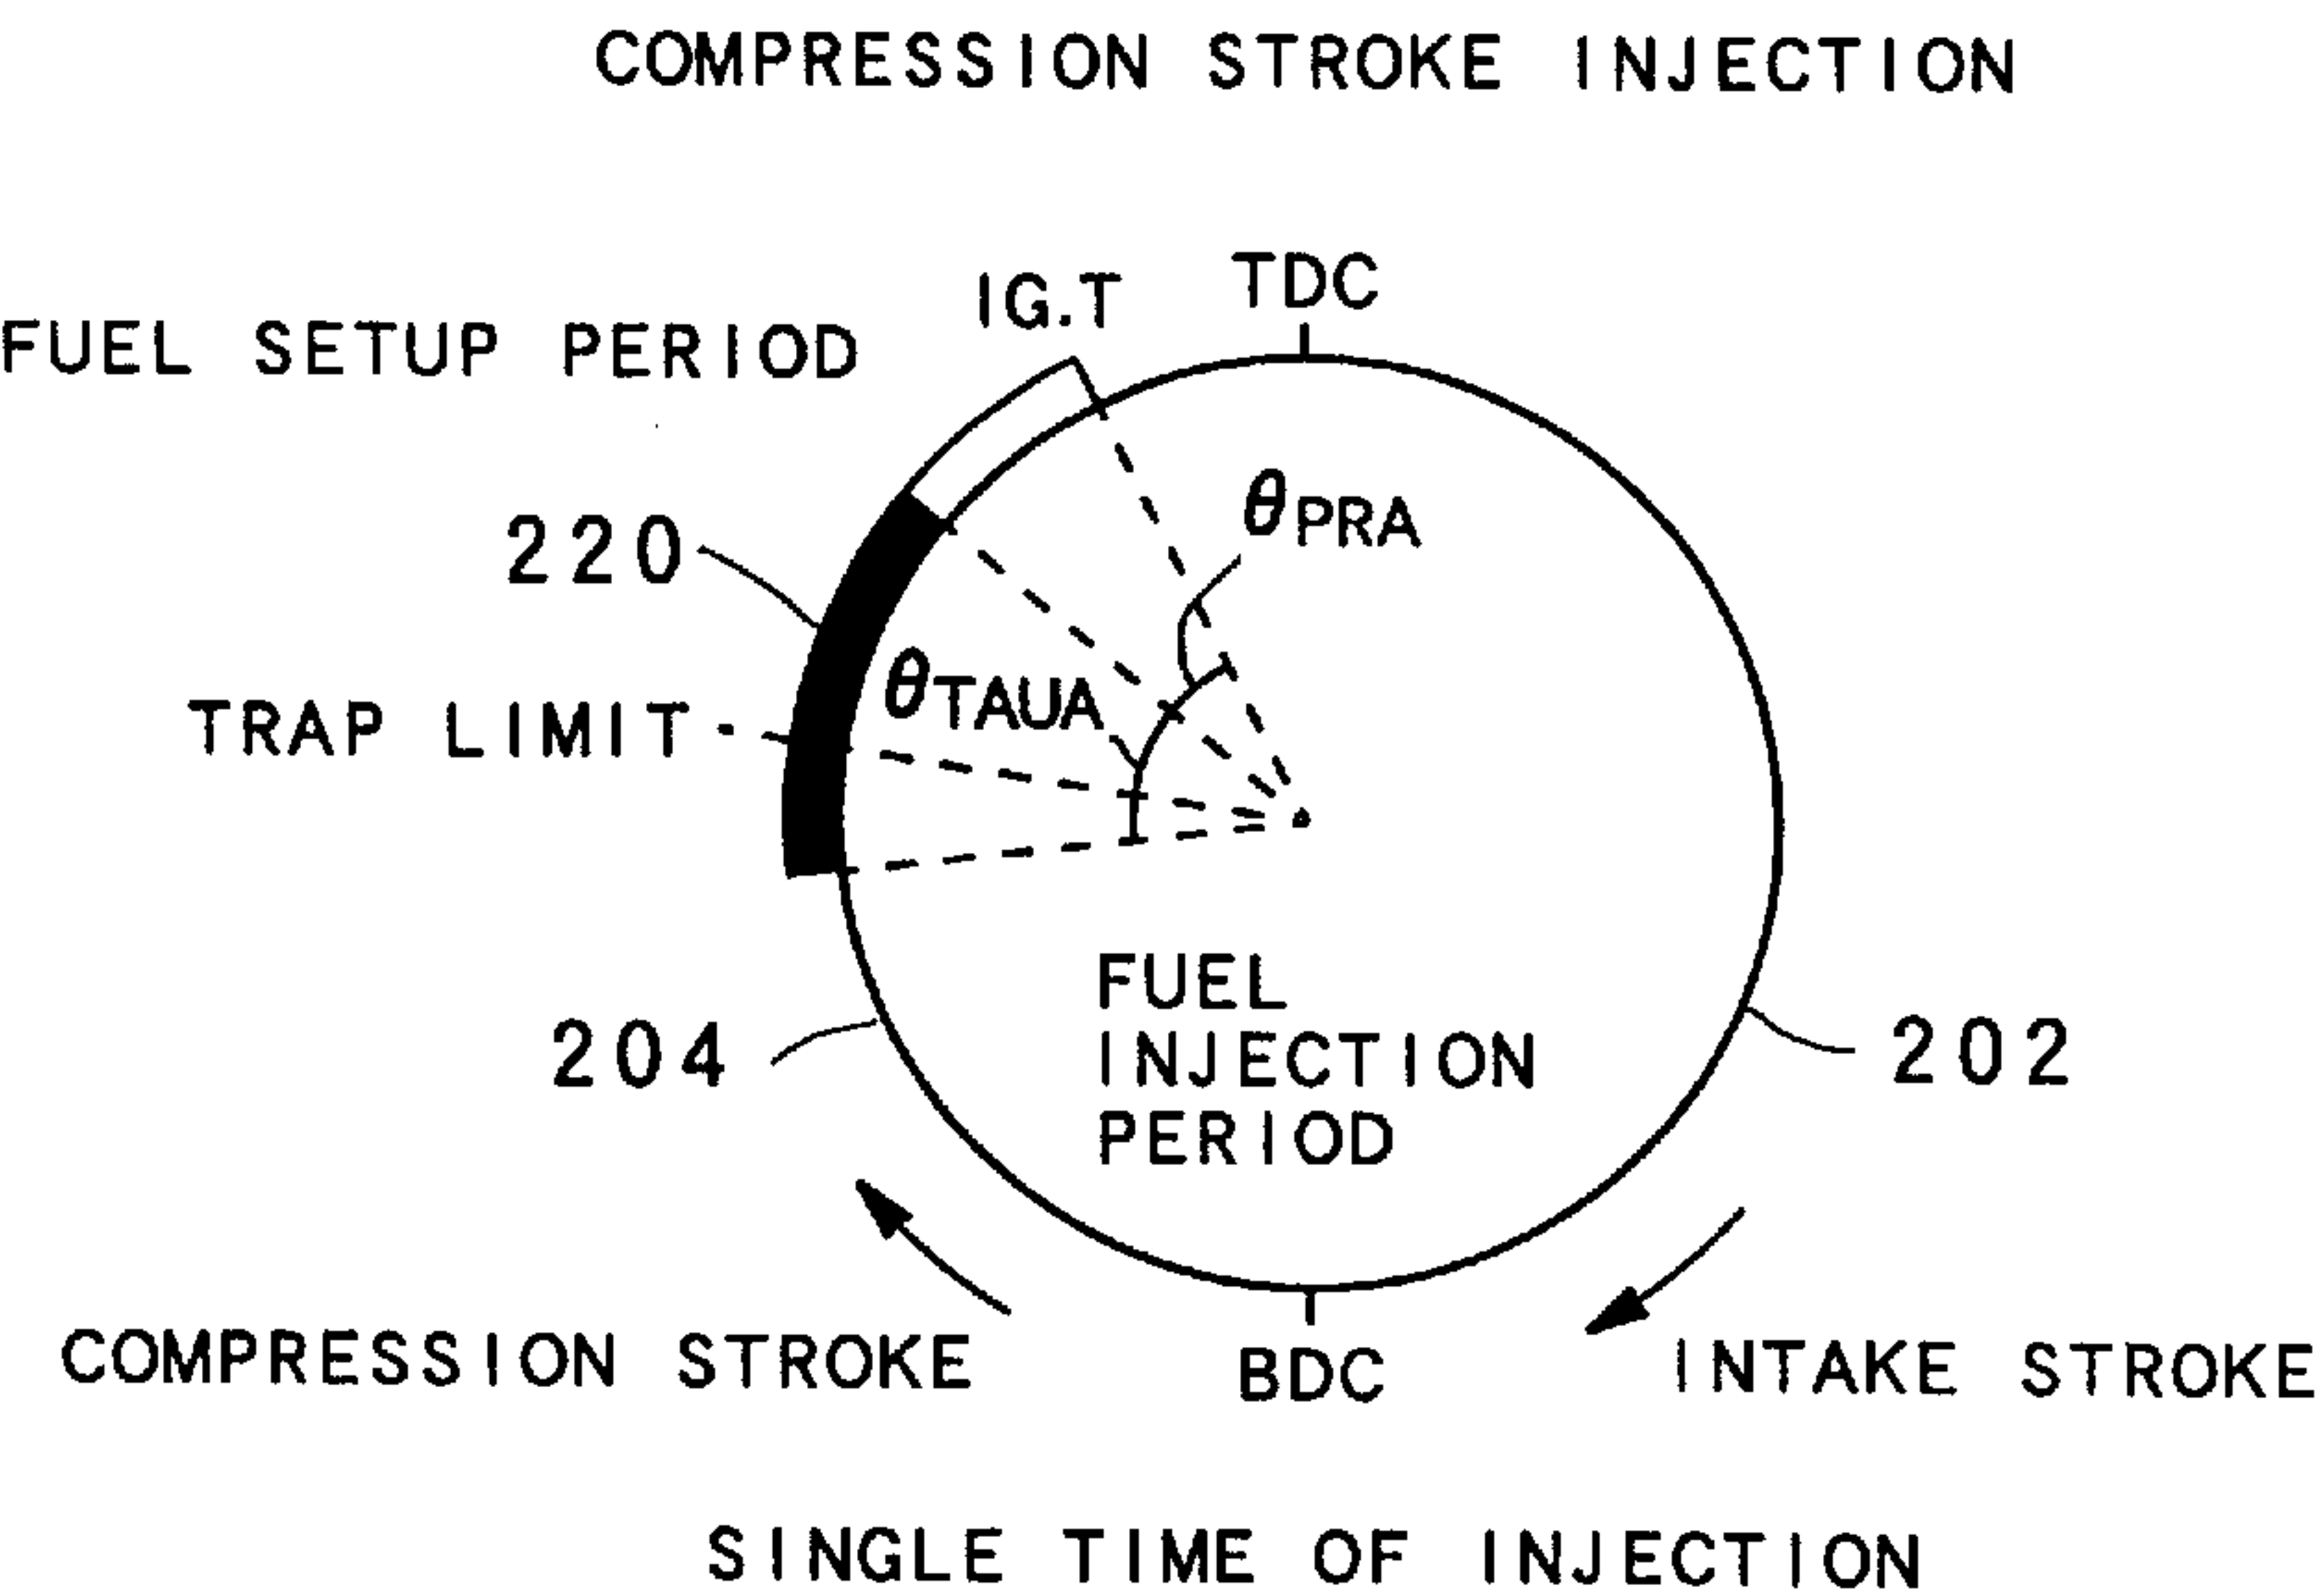 COMPRESSION STROKE INJECTION
IG.T
TDC
FUEL SETUP PERIOD
θPRA
220
θTAUA
TRAP LIMIT
FUEL
INJECTION
PERIOD
204
202
COMPRESSION STROKE
BDC
INTAKE STROKE
SINGLE TIME OF INJECTION